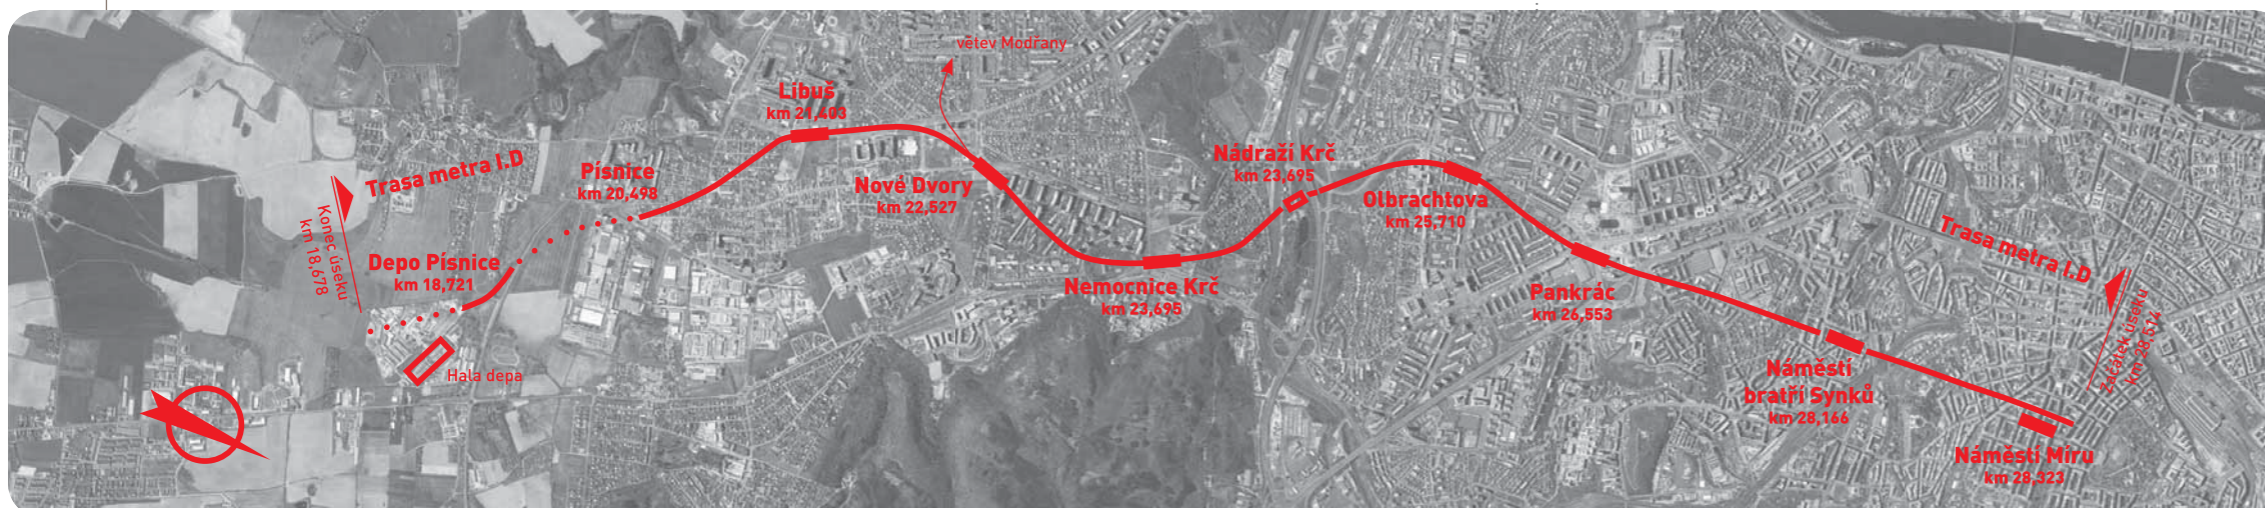 větev Modřany
Libuš
km 21,403
Trasa metra I.D
Písnice
km 20,498
Nové Dvory
km 22,527
Nádraží Krč
km 23,695
Olbrachtova
km 25,710
Konec úseku
km 18,678
Depo Písnice
km 18,721
Nemocnice Krč
km 23,695
Pankrác
km 26,553
Trasa metra I.D
Začátek úseku
km 28,514
Hala depa
Náměstí
bratří Synků
km 28,166
Náměstí Míru
km 28,323